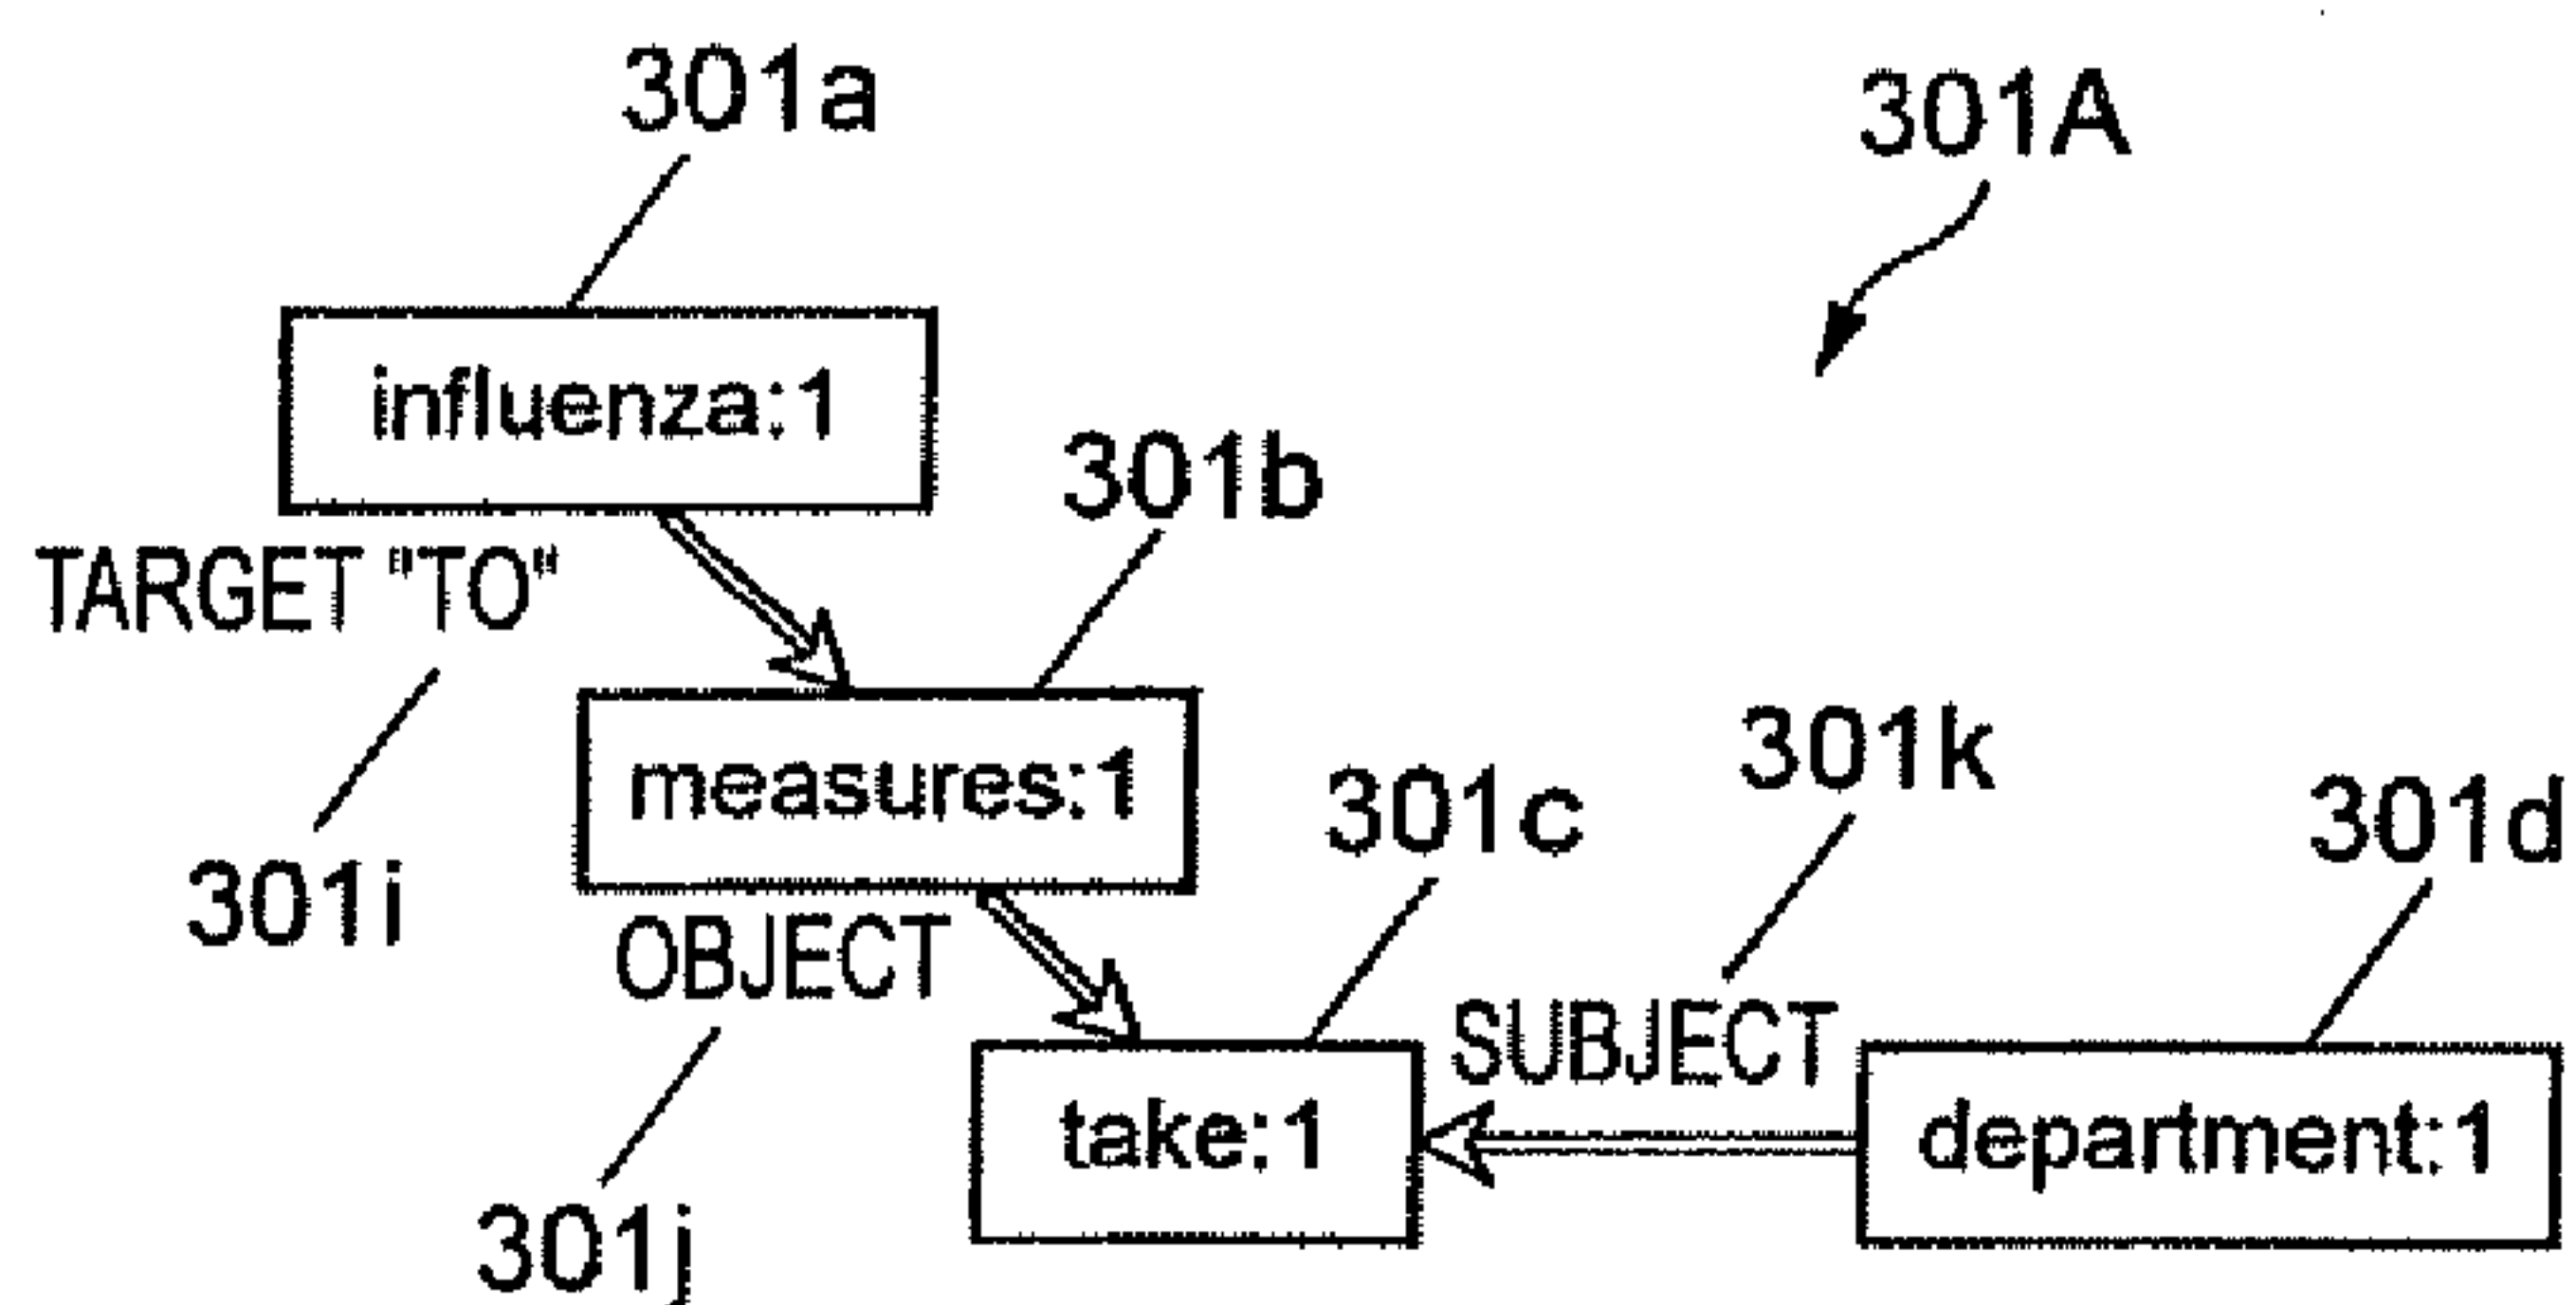 301a
301A
influenza:1
301b
TARGET "TO"
measures:1
301k
301c
301d
301i
OBJECT
SUBJECT
take:1
department:1
301j